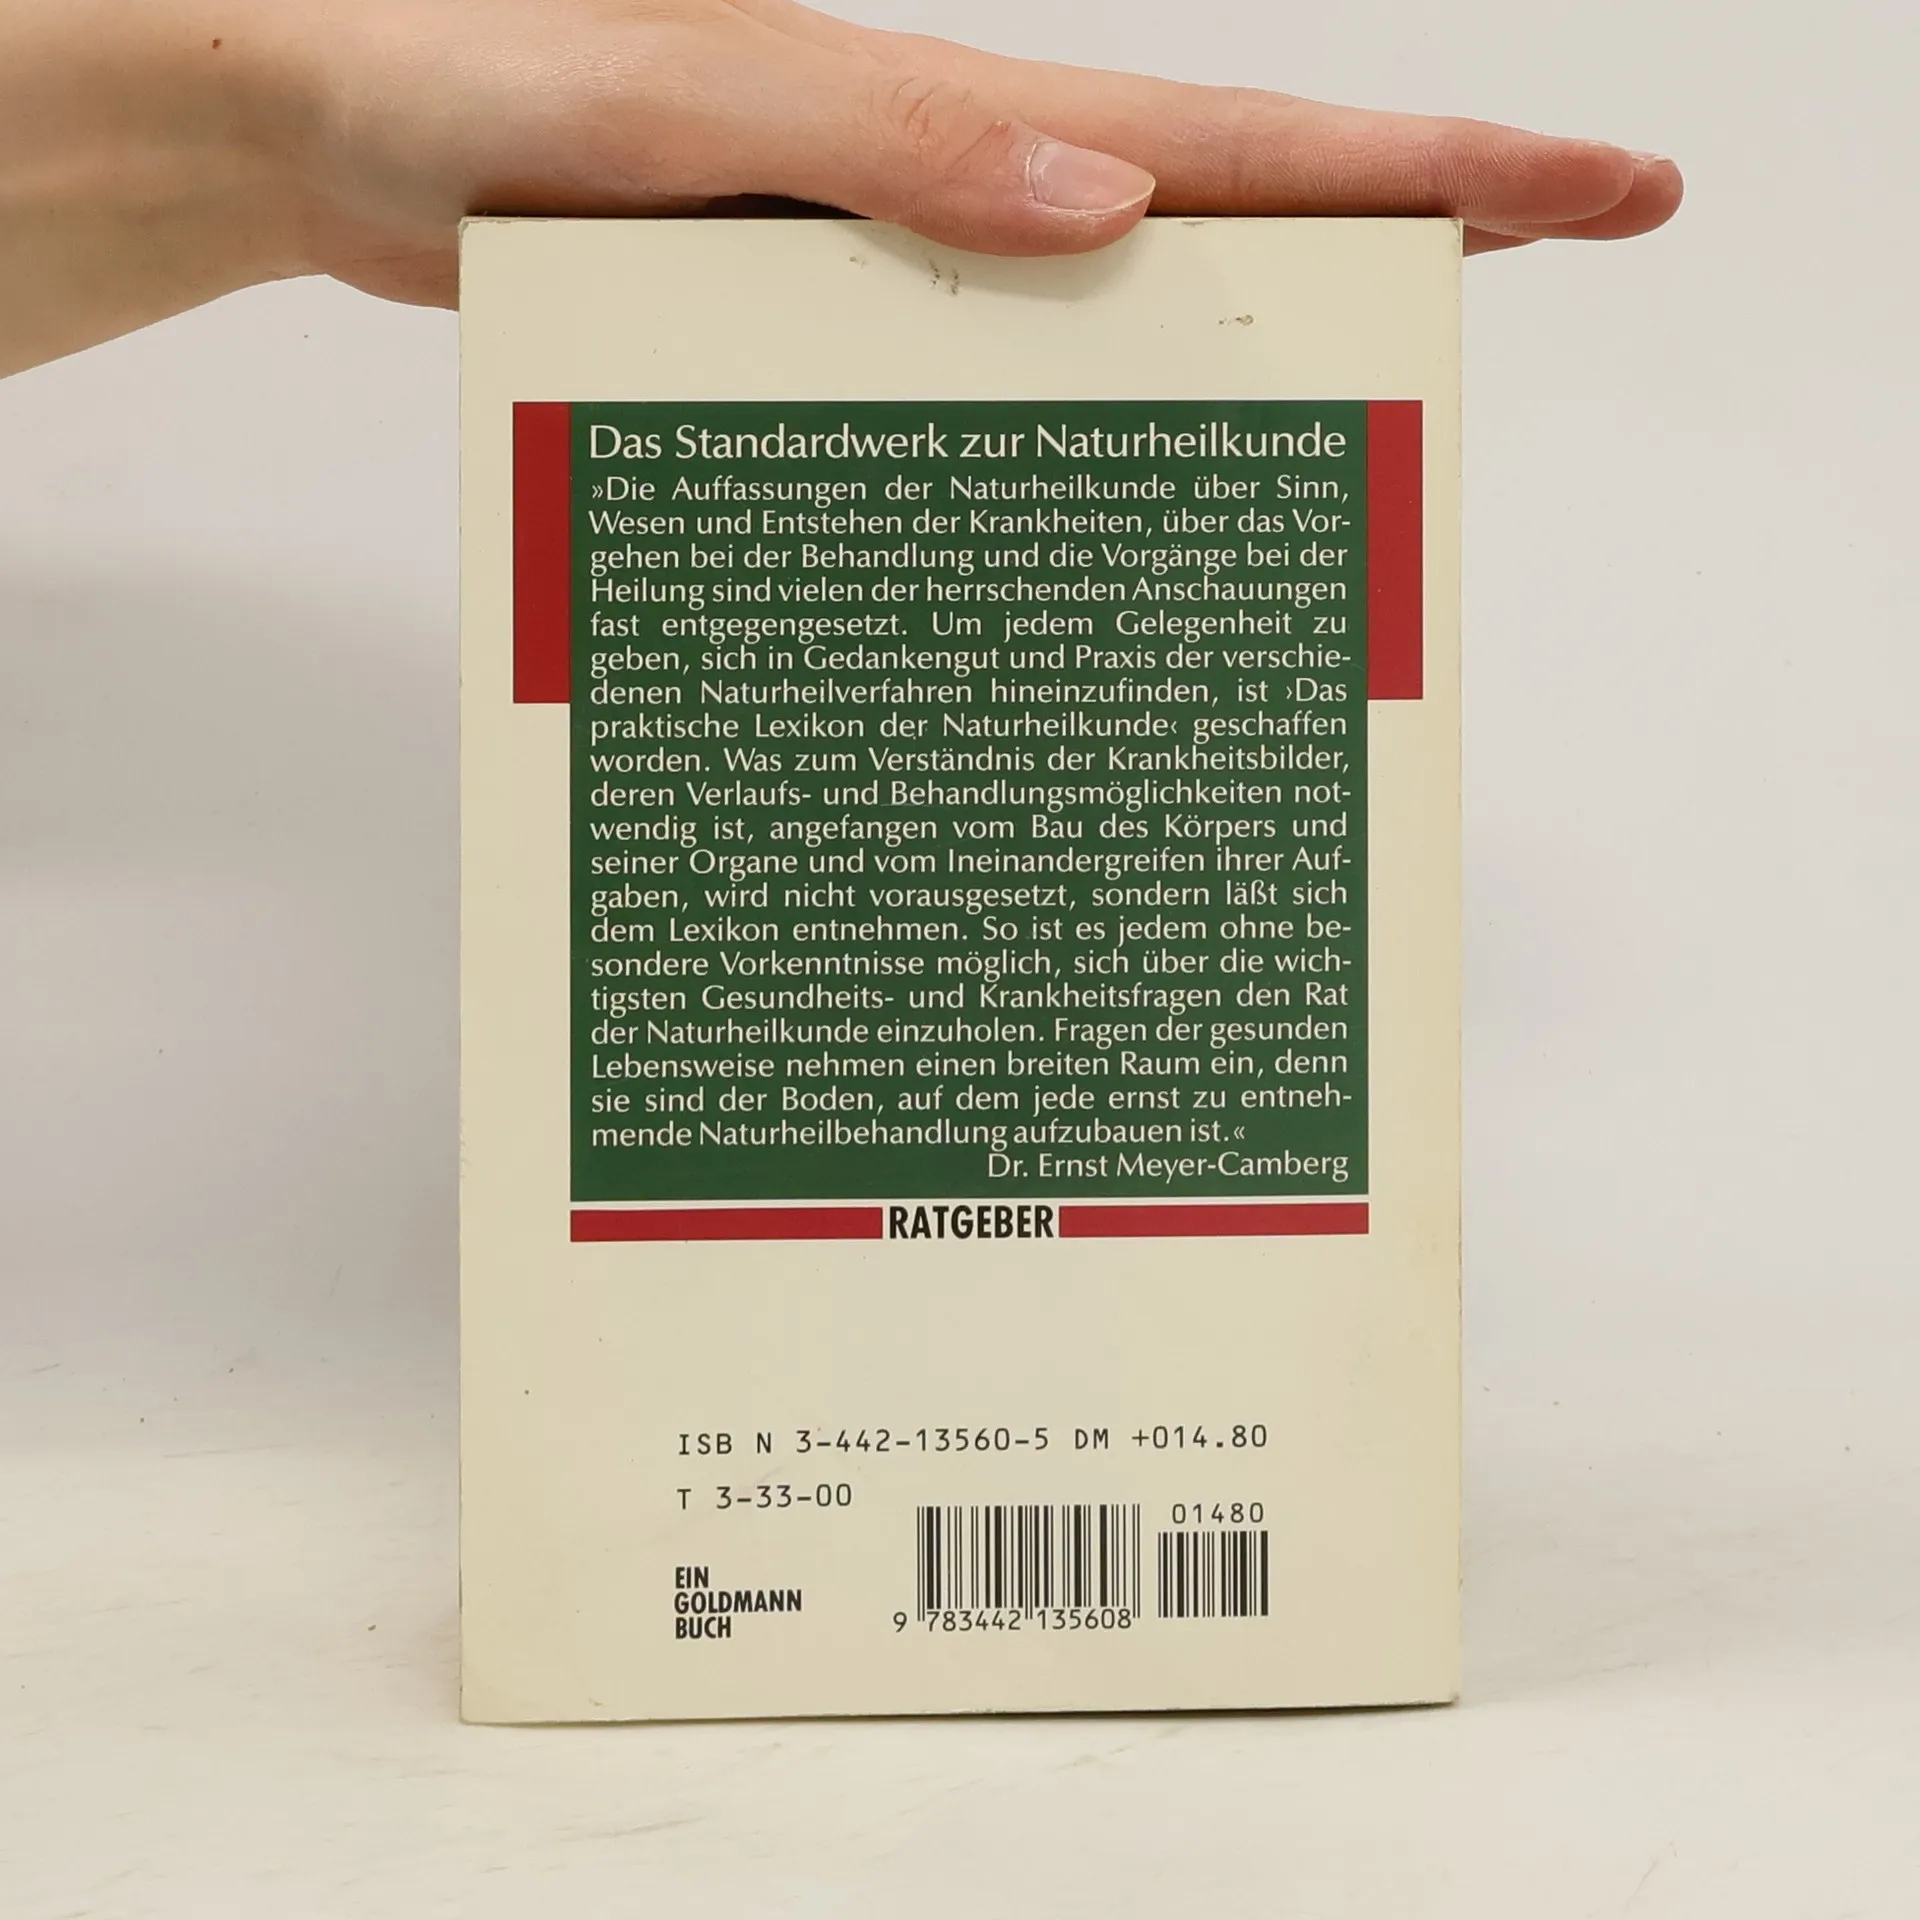 Das Standardwerk zur Naturheilkunde
»Die Auffassungen der Naturheilkunde über Sinn,
Wesen und Entstehen der Krankheiten, über das Vor-
gehen bei der Behandlung und die Vorgänge bei der
Heilung sind vielen der herrschenden Anschauungen
fast entgegengesetzt. Um jedem Gelegenheit zu
geben, sich in Gedankengut und Praxis der verschie-
denen Naturheilverfahren hineinzufinden, ist ›Das
praktische Lexikon der Naturheilkunde‹ geschaffen
worden. Was zum Verständnis der Krankheitsbilder,
deren Verlaufs- und Behandlungsmöglichkeiten not-
wendig ist, angefangen vom Bau des Körpers und
seiner Organe und vom Ineinandergreifen ihrer Auf-
gaben, wird nicht vorausgesetzt, sondern läßt sich
dem Lexikon entnehmen. So ist es jedem ohne be-
sondere Vorkenntnisse möglich, sich über die wich-
tigsten Gesundheits- und Krankheitsfragen den Rat
der Naturheilkunde einzuholen. Fragen der gesunden
Lebensweise nehmen einen breiten Raum ein, denn
sie sind der Boden, auf dem jede ernst zu entneh-
mende Naturheilbehandlung aufzubauen ist.«
Dr. Ernst Meyer-Camberg
RATGEBER
ISB N 3-442-13560-5 DM +014.80
T 3-33-00
01480
EIN
GOLDMANN
BUCH
9 783442 135608